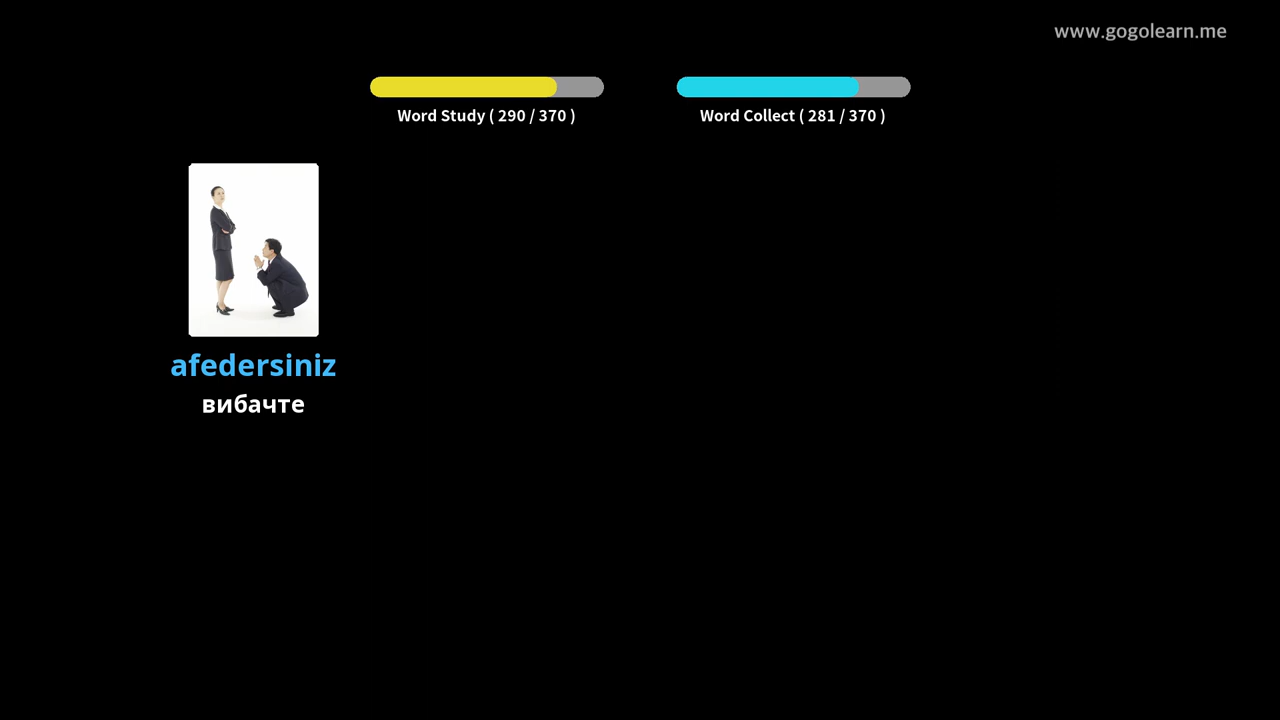 www.gogolearn.me
Word Study ( 290 / 370 )
Word Collect ( 281 / 370 )
afedersiniz
вибачте